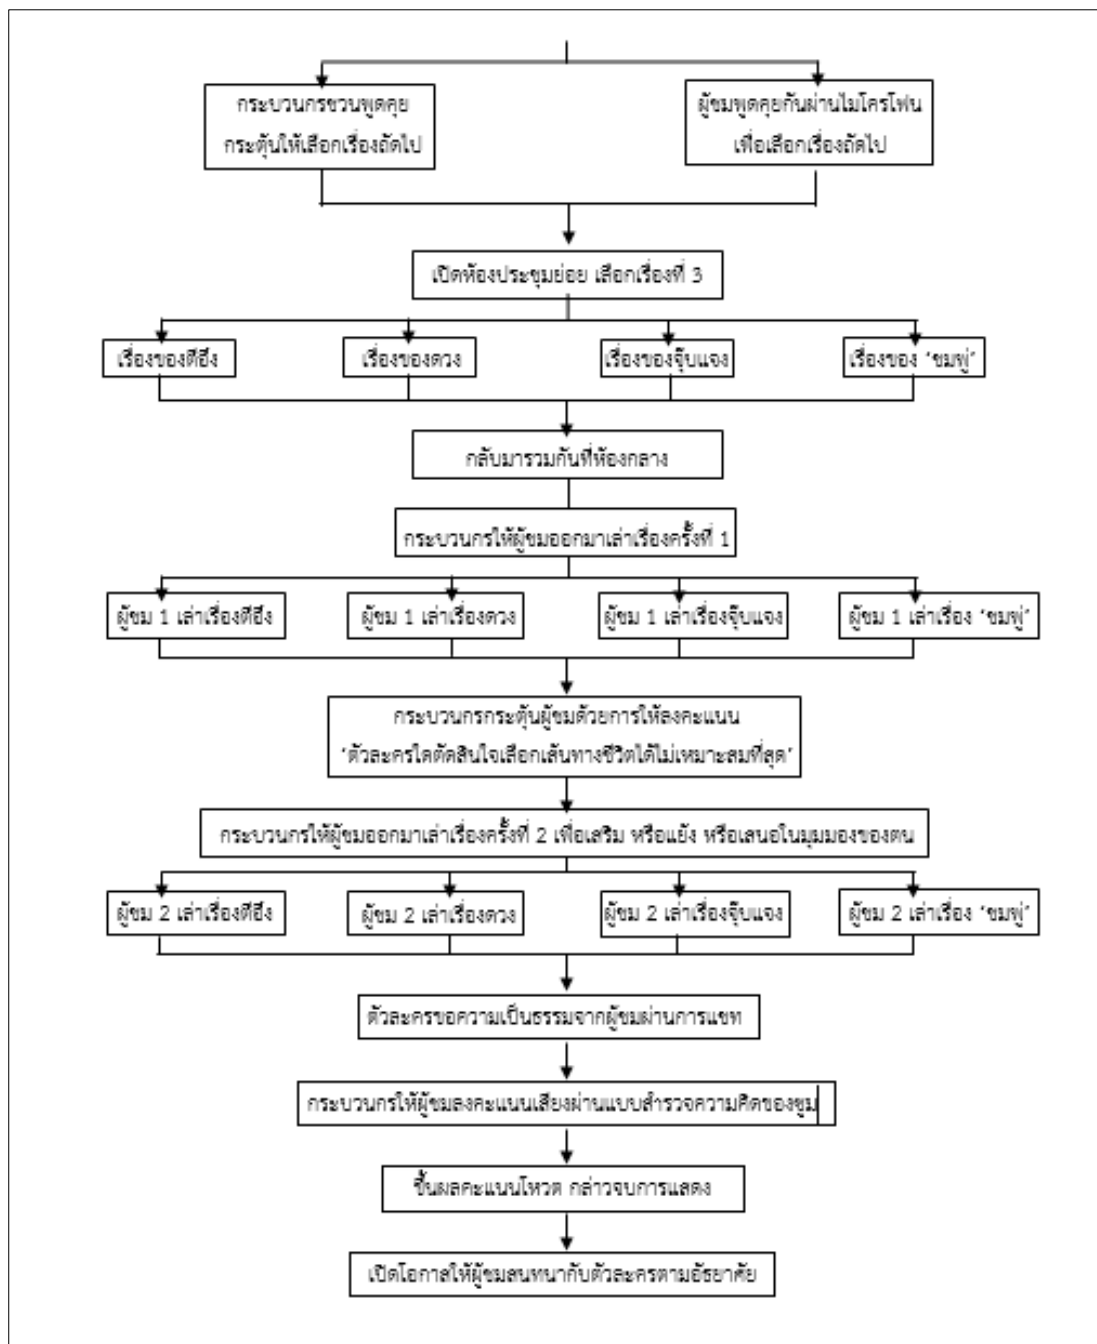 กระบวนกรชวนพูดคุย
กระตุ้นให้เลือกเรื่องถัดไป
ผู้ชมพูดคุยกันผ่านไมโครโฟน
เพื่อเลือกเรื่องถัดไป
เปิดห้องประชุมย่อย เลือกเรื่องที่ 3
เรื่องของตีอึ๋ง
เรื่องของดวง
เรื่องของจุ๊บแจง
เรื่องของ ‘ชมพู่’
กลับมารวมกันที่ห้องกลาง
กระบวนกรให้ผู้ชมออกมาเล่าเรื่องครั้งที่ 1
ผู้ชม 1 เล่าเรื่องตีอึ๋ง
ผู้ชม 1 เล่าเรื่องดวง
ผู้ชม 1 เล่าเรื่องจุ๊บแจง
ผู้ชม 1 เล่าเรื่อง ‘ชมพู่’
กระบวนกรกระตุ้นผู้ชมด้วยการให้ลงคะแนน
‘ตัวละครใดตัดสินใจเลือกเส้นทางชีวิตได้ไม่เหมาะสมที่สุด’
กระบวนกรให้ผู้ชมออกมาเล่าเรื่องครั้งที่ 2 เพื่อเสริม หรือแย้ง หรือเสนอในมุมมองของตน
ผู้ชม 2 เล่าเรื่องตีอึ๋ง
ผู้ชม 2 เล่าเรื่องดวง
ผู้ชม 2 เล่าเรื่องจุ๊บแจง
ผู้ชม 2 เล่าเรื่อง ‘ชมพู่’
ตัวละครขอความเป็นธรรมจากผู้ชมผ่านการแชท
กระบวนกรให้ผู้ชมลงคะแนนเสียงผ่านแบบสำรวจความคิดของซูม
ขึ้นผลคะแนนโหวต กล่าวจบการแสดง
เปิดโอกาสให้ผู้ชมสนทนากับตัวละครตามอัธยาศัย